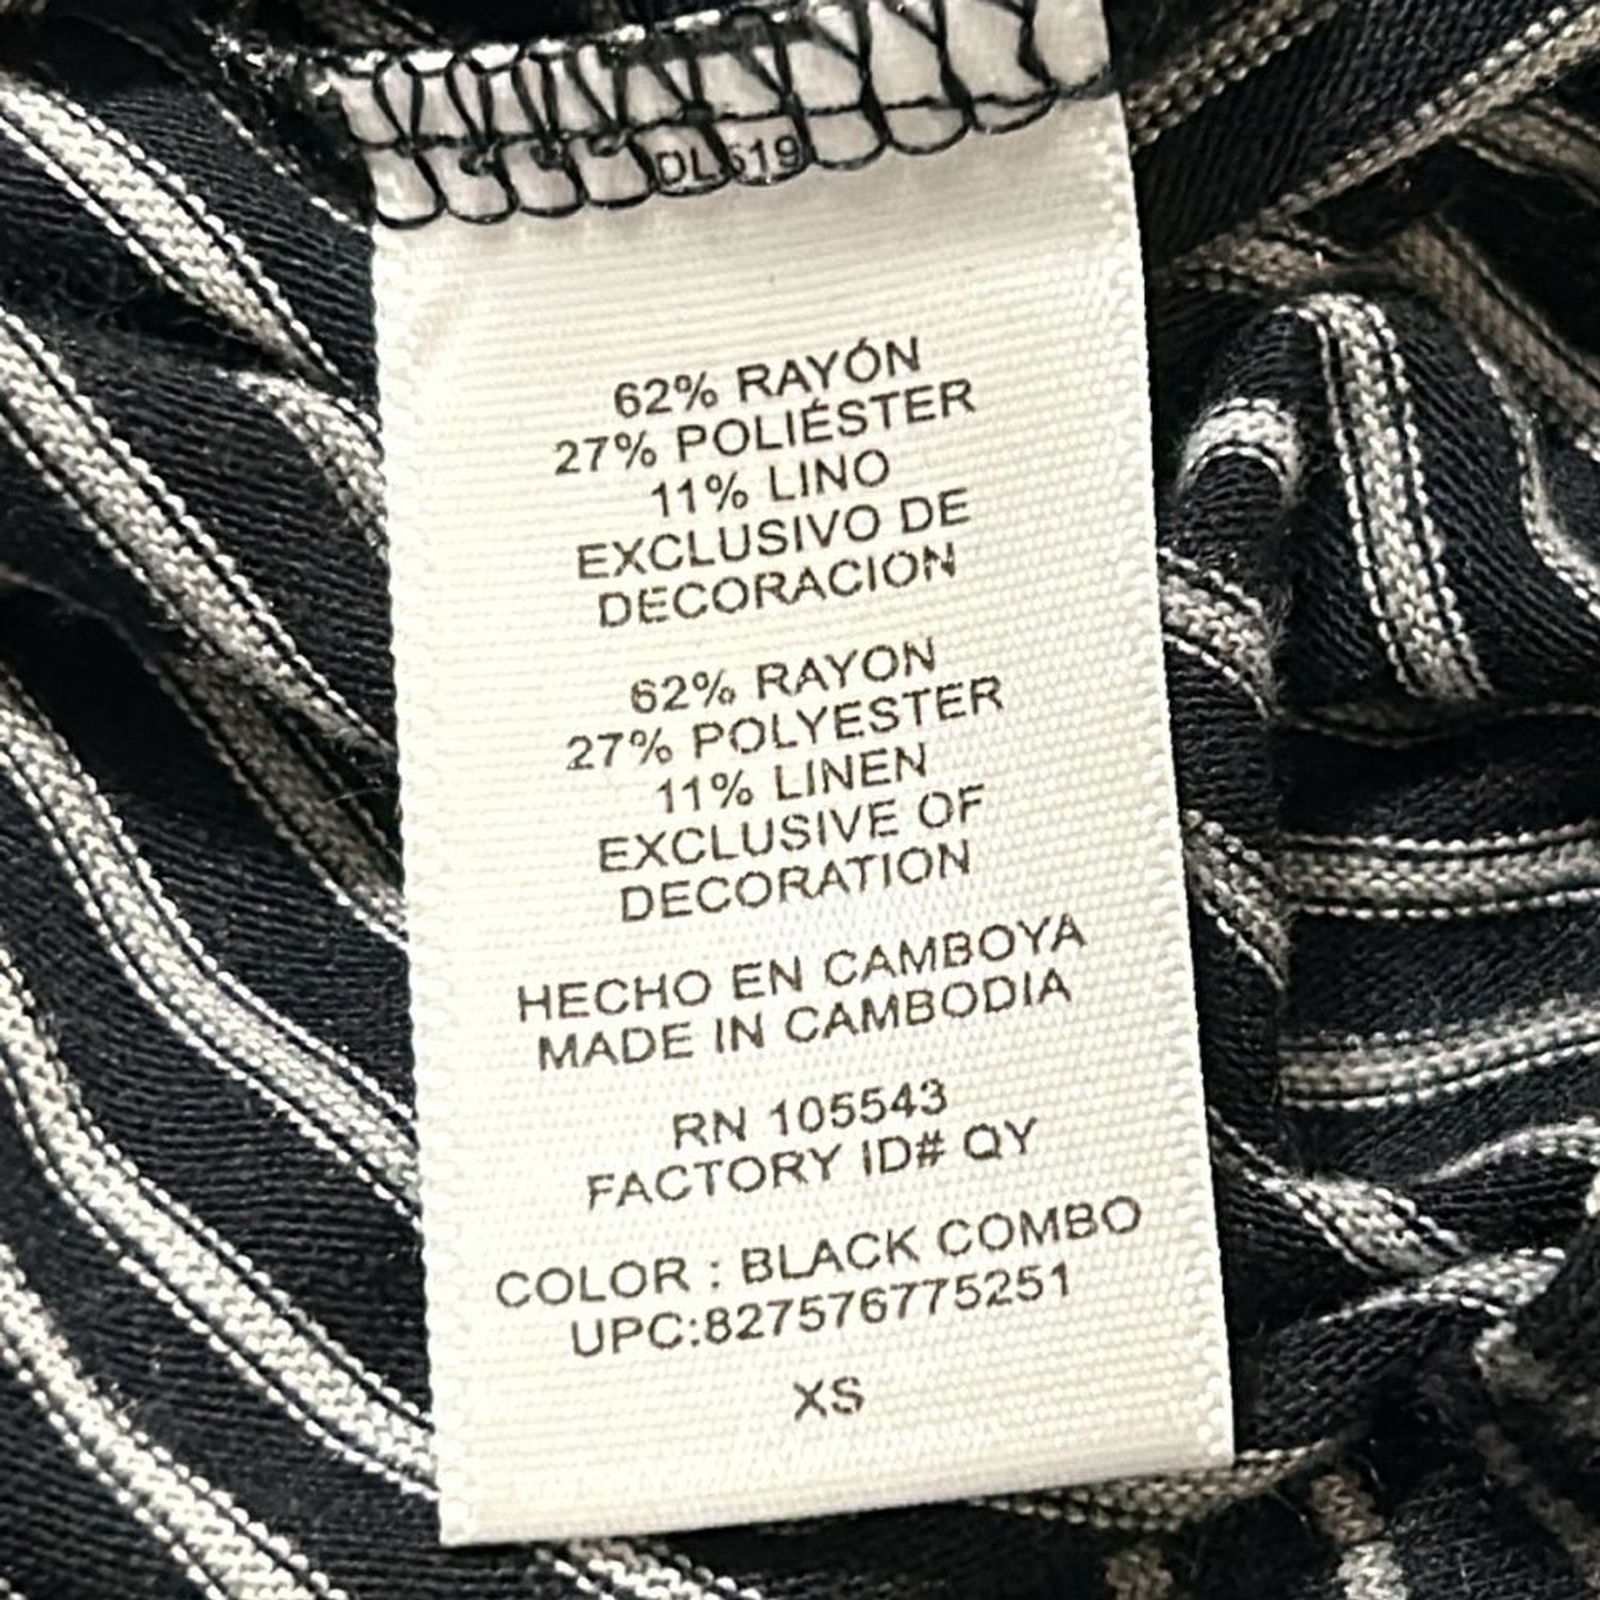 DL519
62% RAYÓN
27% POLIÉSTER
11% LINO
EXCLUSIVO DE
DECORACION
62% RAYON
27% POLYESTER
11% LINEN
EXCLUSIVE OF
DECORATION
HECHO EN CAMBOYA
MADE IN CAMBODIA
RN 105543
FACTORY ID# QY
COLOR : BLACK COMBO
UPC:827576775251
XS